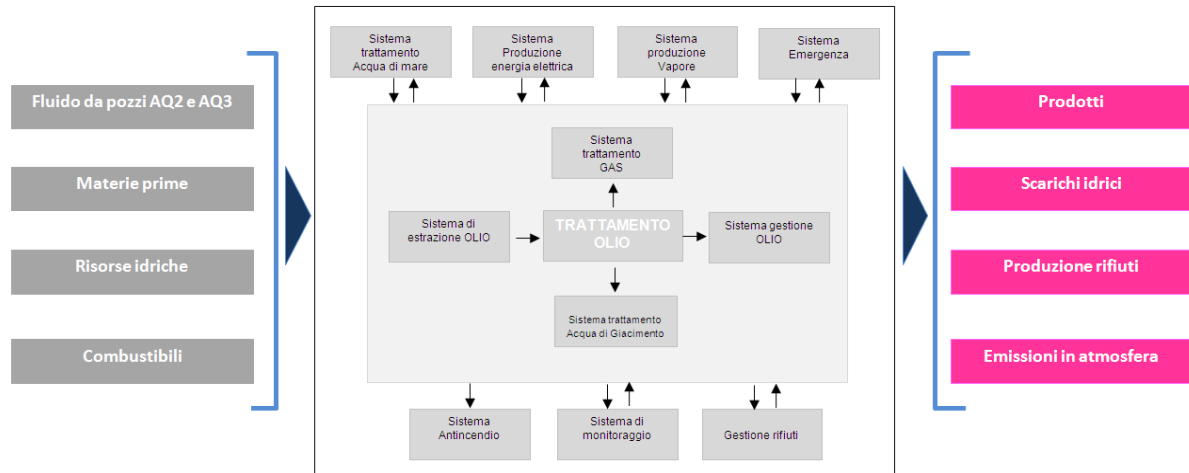 Fluido da pozzi AQ2 e AQ3
Materie prime
Risorse idriche
Combustibili
Sistema
trattamento
Acqua di mare
Sistema
Produzione
energia elettrica
Sistema
produzione
Vapore
Sistema
Emergenza
Sistema
trattamento
GAS
Sistema di
estrazione OLIO
TRATTAMENTO
OLIO
Sistema gestione
OLIO
Sistema trattamento
Acqua di Giacimento
Sistema
Antincendio
Sistema di
monitoraggio
Gestione rifiuti
Prodotti
Scarichi idrici
Produzione rifiuti
Emissioni in atmosfera